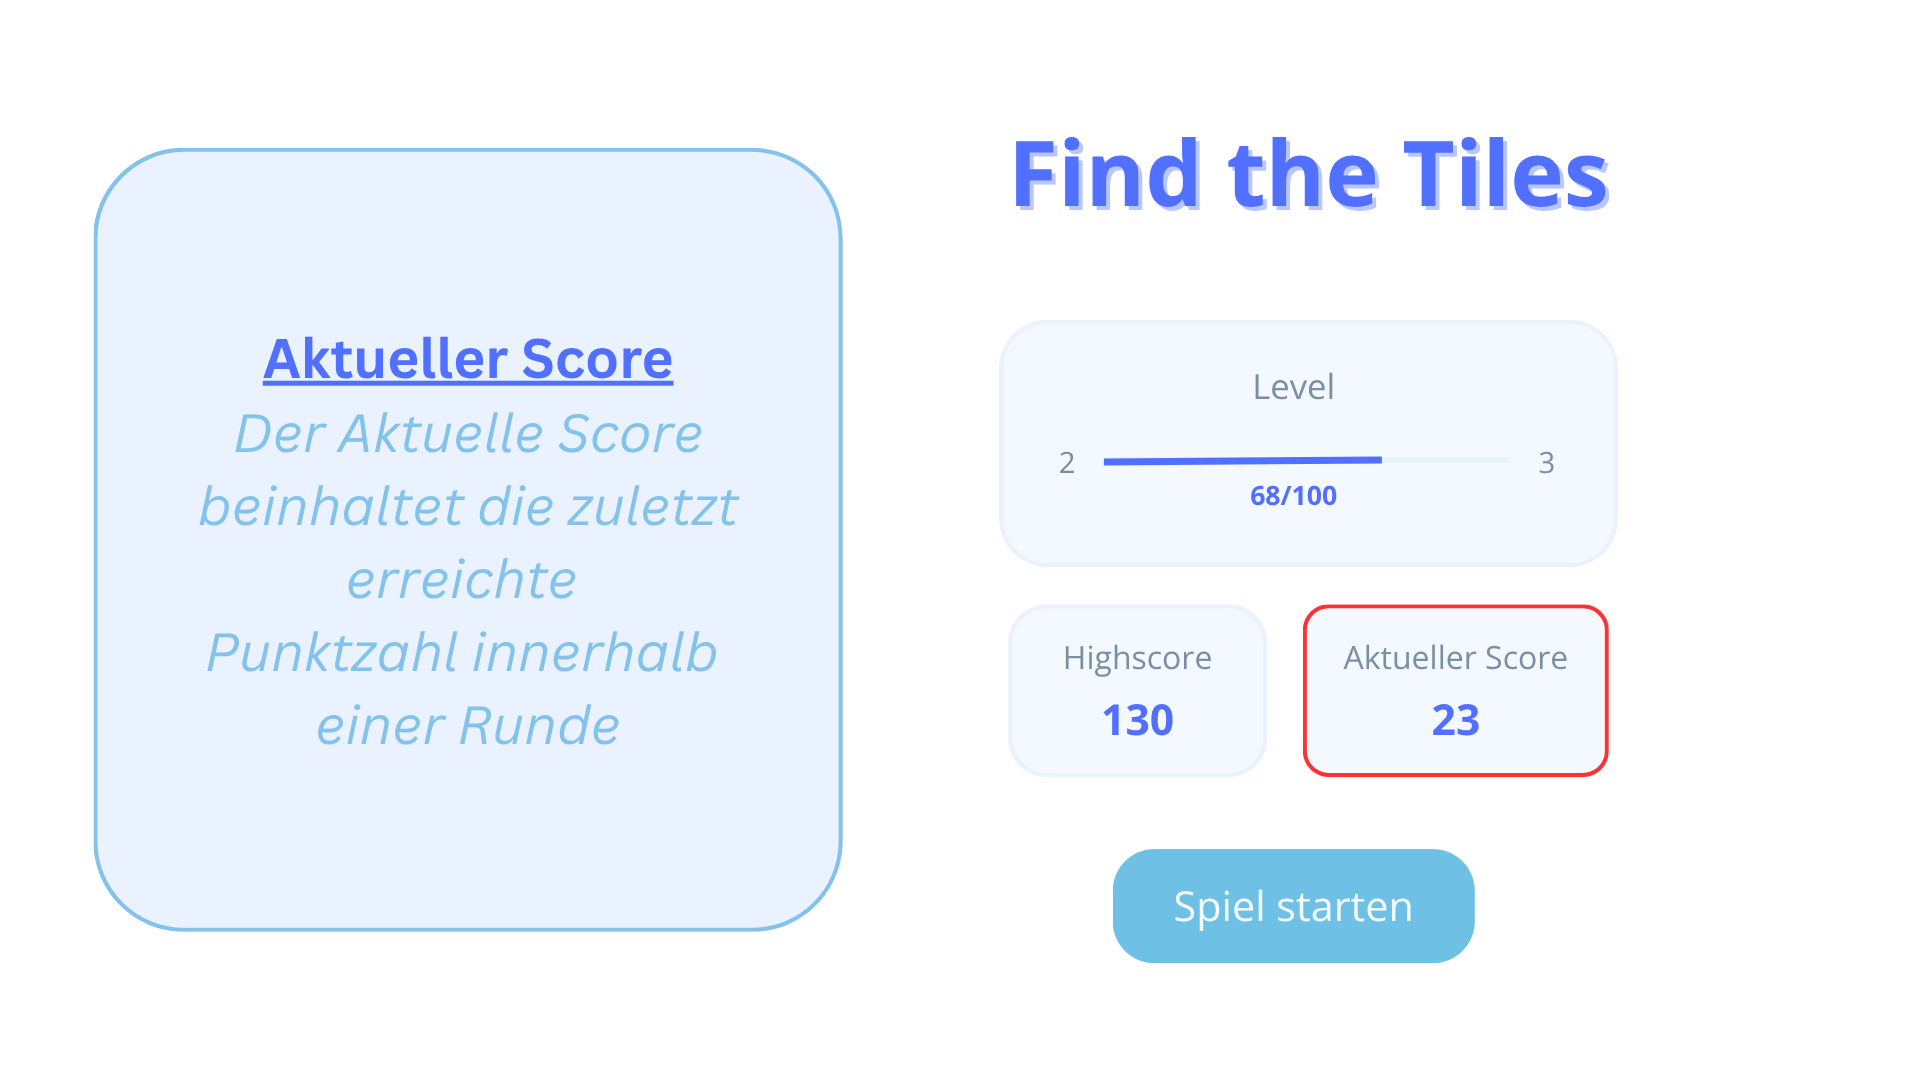 Aktueller Score
Der Aktuelle Score
beinhaltet die zuletzt
erreichte
Punktzahl innerhalb
einer Runde
Find the Tiles
Level
2
3
68/100
Highscore
130
Aktueller Score
23
Spiel starten